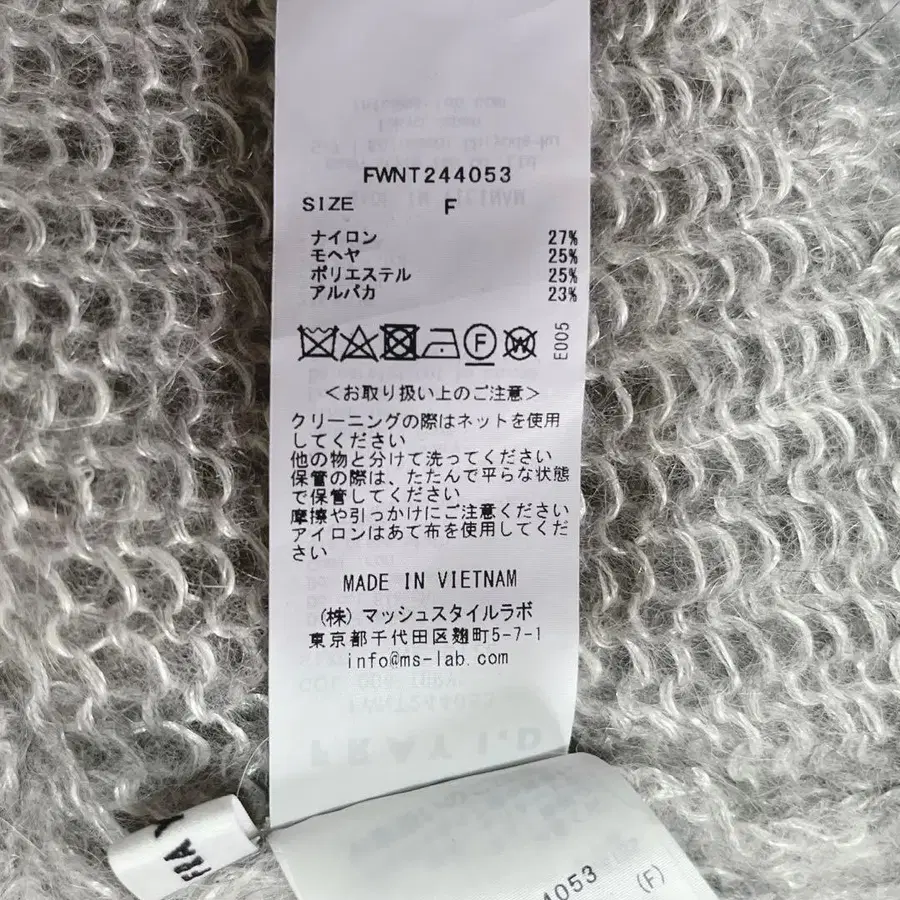 FWNT244053
SIZE F
ナイロン 27%
モヘヤ 25%
ポリエステル 25%
アルパカ 23%
F W
E005
<お取り扱い上のご注意>
クリーニングの際はネットを使用
してください
他の物と分けて洗ってください
保管の際は、たたんで平らな状態
で保管してください
摩擦や引っかけにご注意ください
アイロンはあて布を使用してくだ
さい
MADE IN VIETNAM
(株)マッシュスタイルラボ
東京都千代田区麹町5-7-1
info@ms-lab.com
FRAY I.D
FRAY
44053 (F)